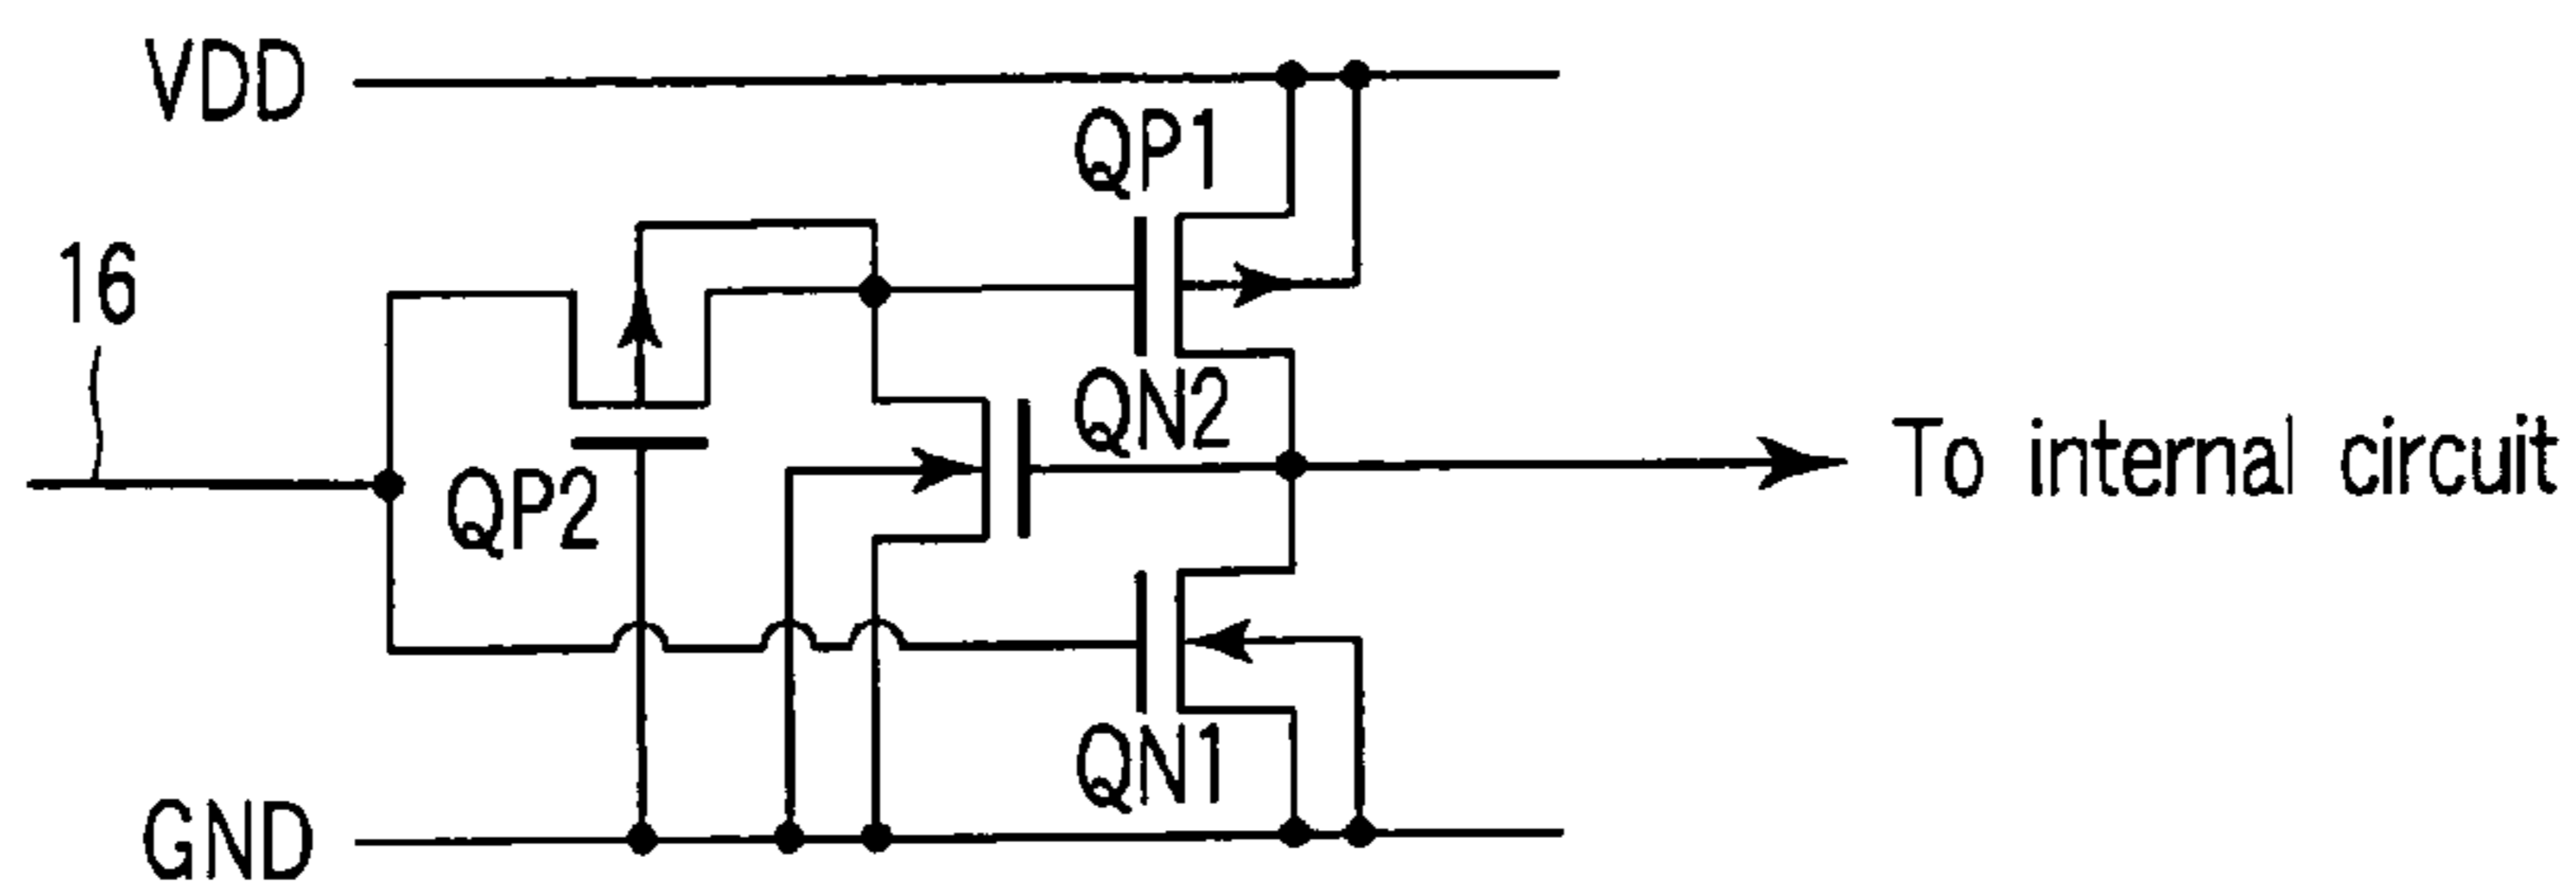 VDD
QP1
16
QN2
To internal circuit
QP2
QN1
GND